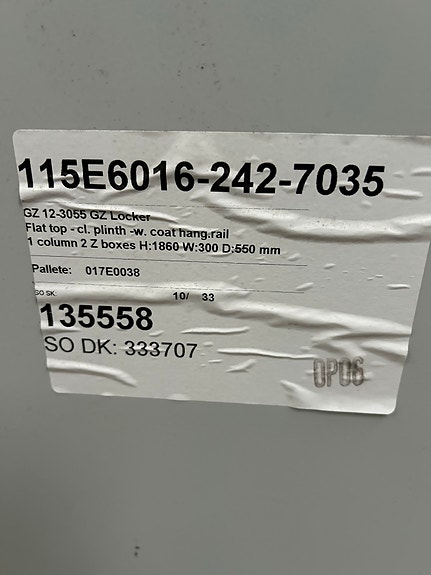 115E6016-242-7035
GZ 12-3055 GZ Locker
Flat top -cl. plinth -w. coat hang.rail
1 column 2 Z boxes H:1860 W:300 D:550 mm
Pallete: 017E0038
SO SK 10/ 33
135558
SO DK: 333707
OP06